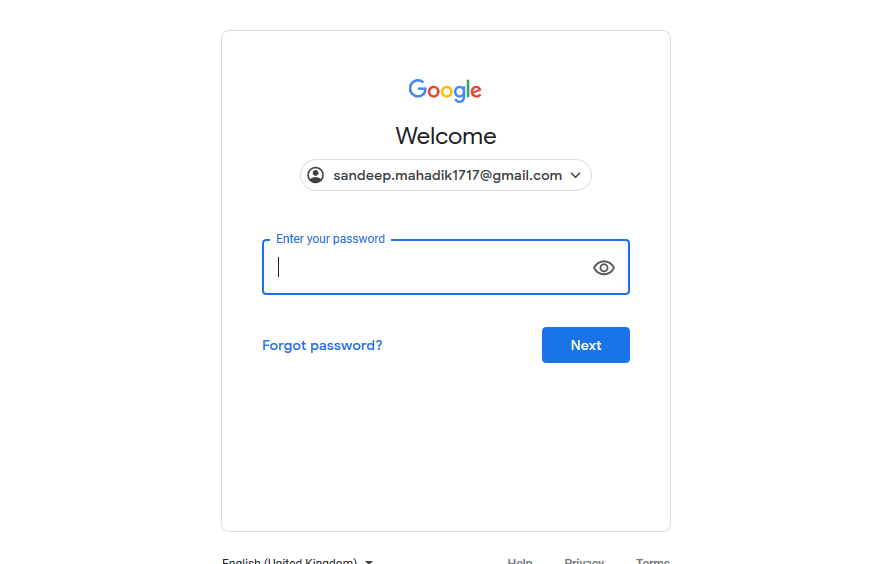 Google
Welcome
sandeep.mahadik1717@gmail.com
Enter your password
Forgot password?
Next
English (United Kingdom)
Help
Privacy
Terms